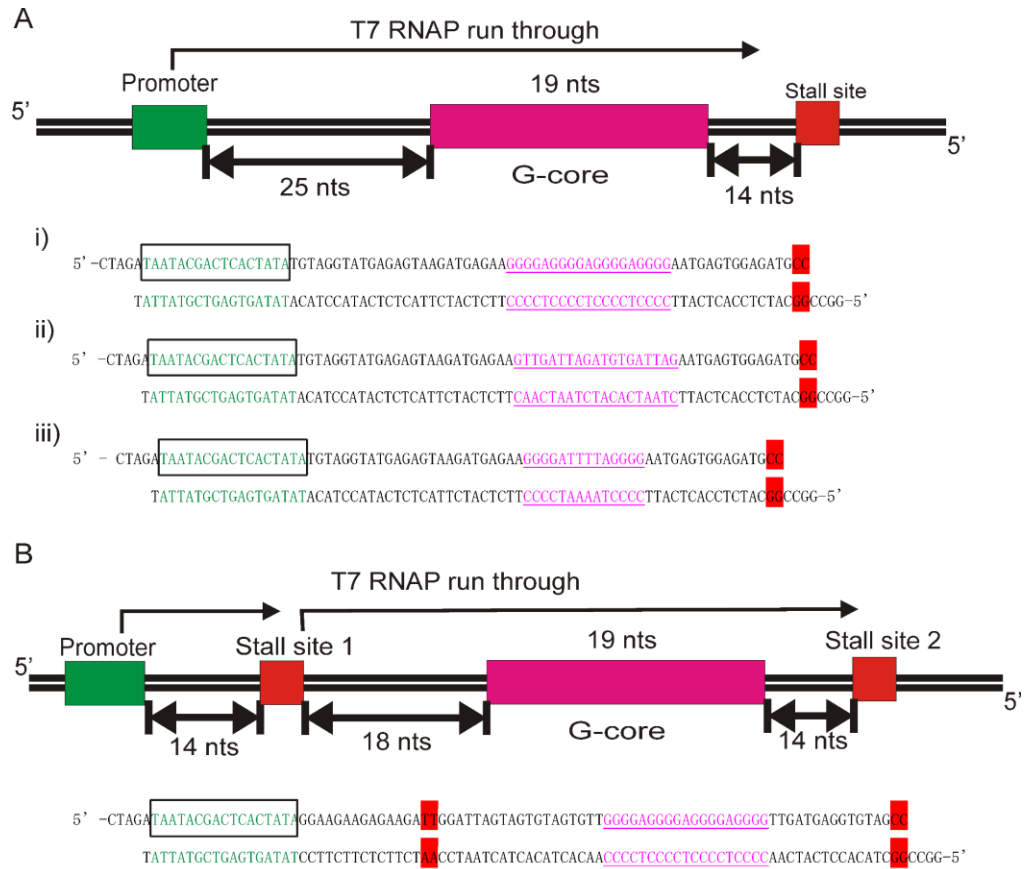 A
T7 RNAP run through
Promoter
19 nts
Stall site
5’
5’
25 nts
G-core
14 nts
i)
5’-CTAGATAATACGACTCACTATATGTAGGTATGAGAGTAAGATGAGAAGGGGAGGGGAGGGGAGGGGAATGAGTGGAGATGCC
TATTATGCTGAGTGATATACATCCATACTCTCATTCTACTCTTCCCCTCCCCTCCCCTCCCCTTACTCACCTCTACGGCCGG-5’
ii)
5’ -CTAGATAATACGACTCACTATATGTAGGTATGAGAGTAAGATGAGAAGTTGATTAGATGTGATTAGAATGAGTGGAGATGCC
TATTATGCTGAGTGATATACATCCATACTCTCATTCTACTCTTCAACTAATCTACACTAATCTTACTCACCTCTACGGCCGG-5’
iii)
5’ - CTAGATAATACGACTCACTATATGTAGGTATGAGAGTAAGATGAGAAGGGGATTTTAGGGGAATGAGTGGAGATGCC
TATTATGCTGAGTGATATACATCCATACTCTCATTCTACTCTTCCCCTAAAATCCCCTTACTCACCTCTACGGCCGG-5’
B
T7 RNAP run through
Promoter
Stall site 1
19 nts
Stall site 2
5’
5’
14 nts
18 nts
G-core
14 nts
5’ -CTAGATAATACGACTCACTATAGGAAGAAGAGAAGATTGGATTAGTAGTGTAGTGTTGGGGAGGGGAGGGGAGGGGTTGATGAGGTGTAGCC
TATTATGCTGAGTGATATCCTTCTTCTCTTCTAACCTAATCATCACATCACAACCCCTCCCCTCCCCTCCCCAACTACTCCACATCGGCCGG-5’